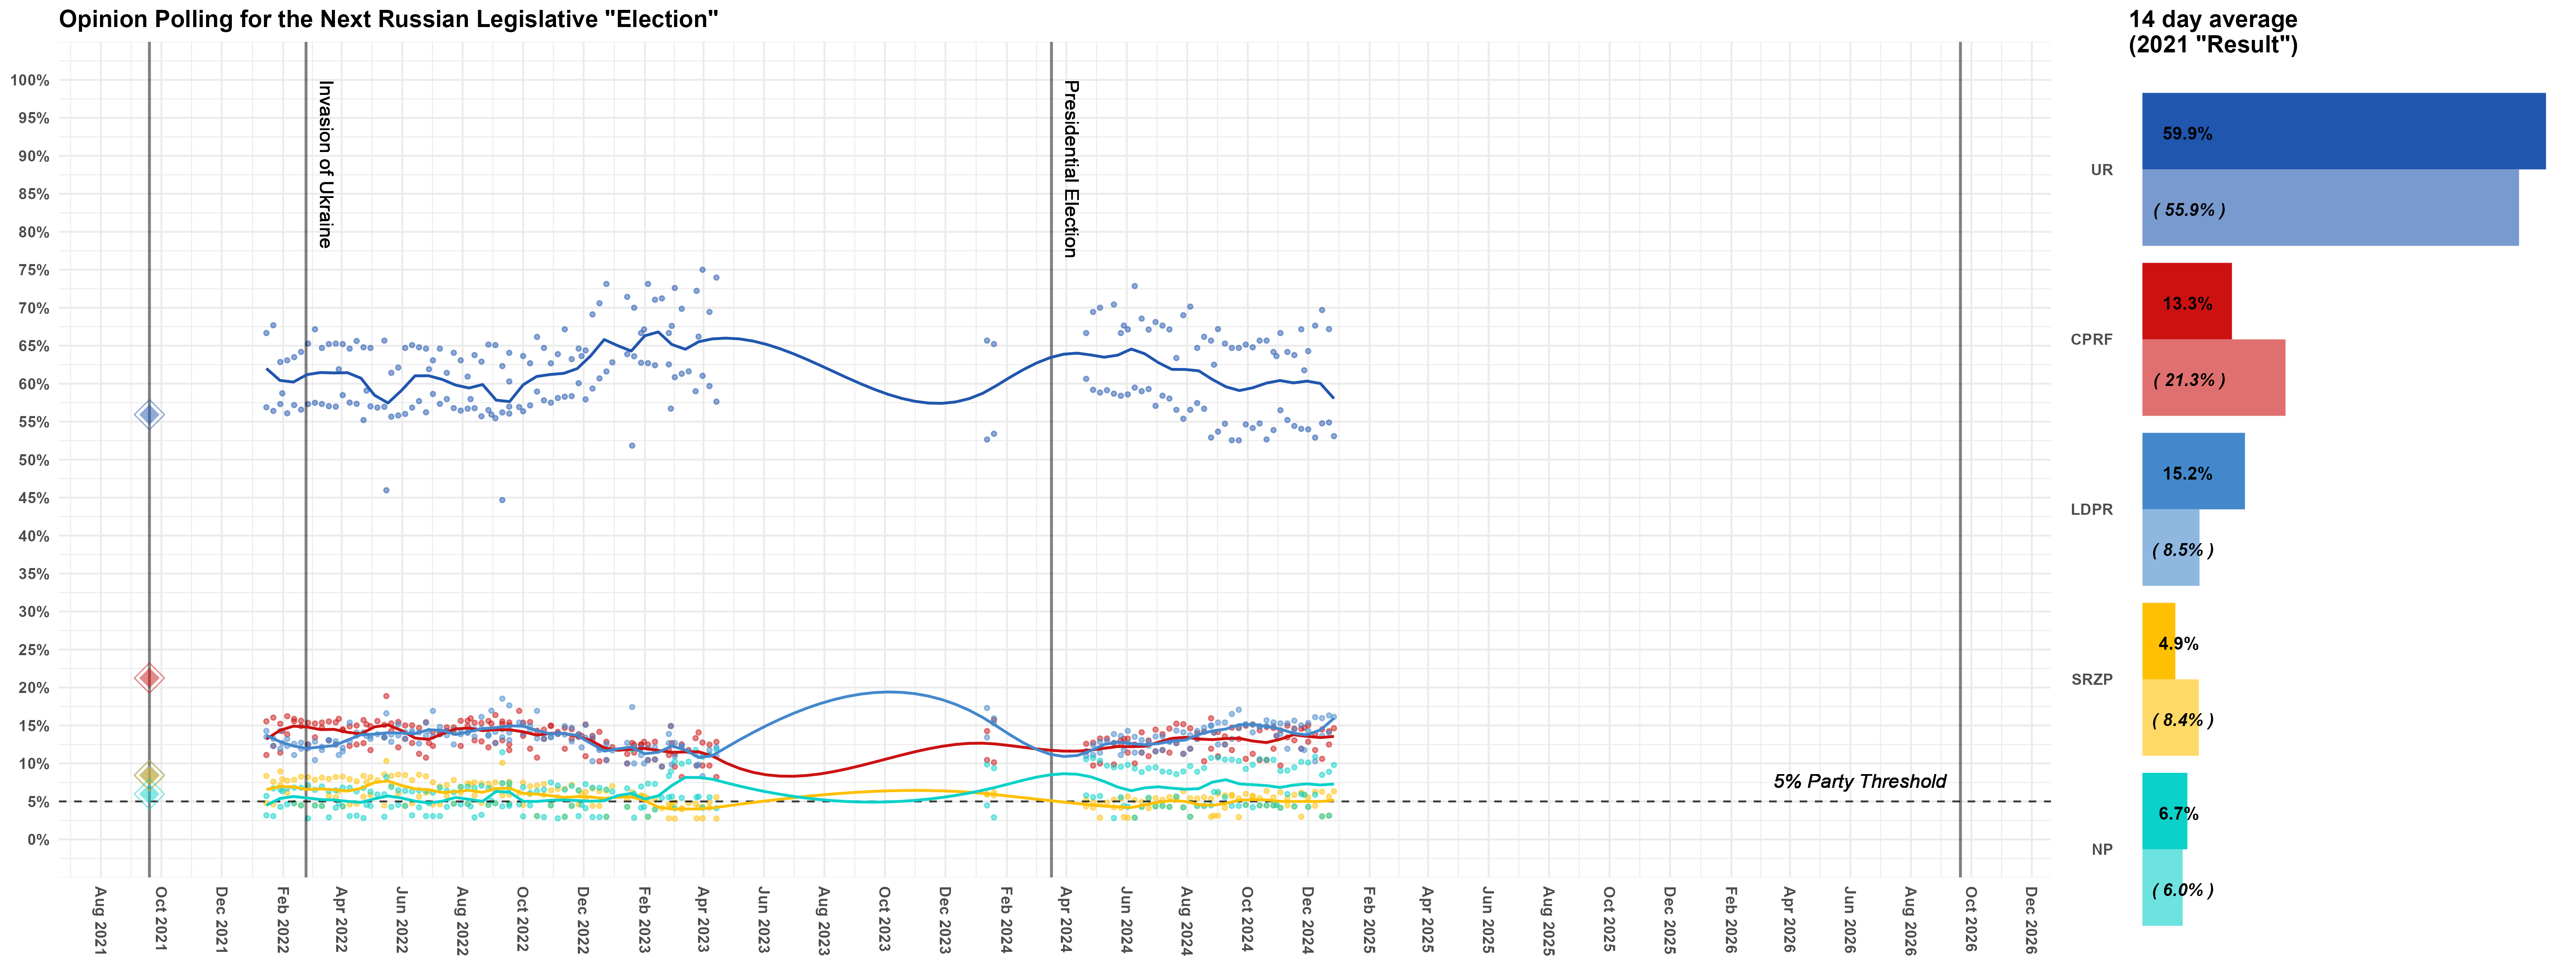 Opinion Polling for the Next Russian Legislative "Election"
100%
95%
90%
85%
80%
75%
70%
65%
60%
55%
50%
45%
40%
35%
30%
25%
20%
15%
10%
5%
0%
Invasion of Ukraine
Presidential Election
5% Party Threshold
Aug 2021
Oct 2021
Dec 2021
Feb 2022
Apr 2022
Jun 2022
Aug 2022
Oct 2022
Dec 2022
Feb 2023
Apr 2023
Jun 2023
Aug 2023
Oct 2023
Dec 2023
Feb 2024
Apr 2024
Jun 2024
Aug 2024
Oct 2024
Dec 2024
Feb 2025
Apr 2025
Jun 2025
Aug 2025
Oct 2025
Dec 2025
Feb 2026
Apr 2026
Jun 2026
Aug 2026
Oct 2026
Dec 2026
14 day average
(2021 "Result")
UR
59.9%
( 55.9% )
CPRF
13.3%
( 21.3% )
LDPR
15.2%
( 8.5% )
SRZP
4.9%
( 8.4% )
NP
6.7%
( 6.0% )